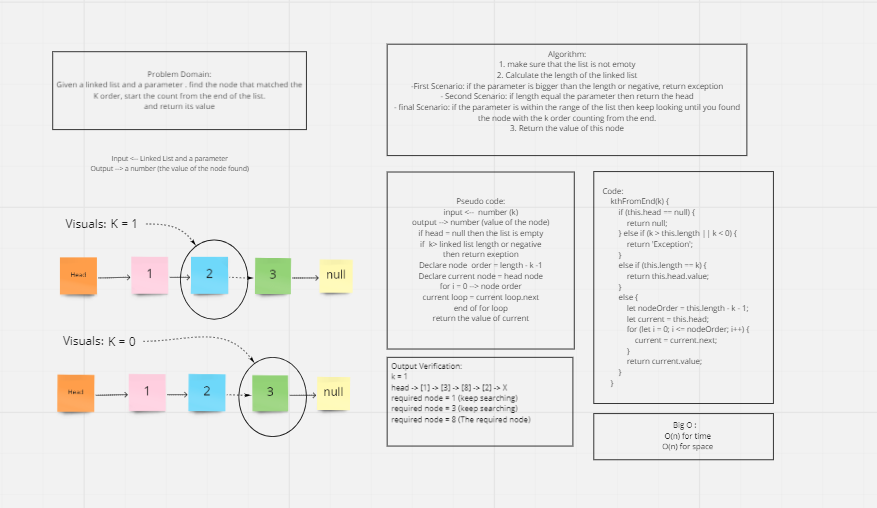 Problem Domain:
Given a linked list and a parameter . find the node that matched the
K order, start the count from the end of the list.
and return its value
Input <-- Linked List and a parameter
Output --> a number (the value of the node found)
Visuals: K = 1
Head
1
2
3
null
Visuals: K = 0
Head
1
2
3
null
Algorithm:
1. make sure that the list is not emoty
2. Calculate the length of the linked list
-First Scenario: if the parameter is bigger than the length or negative, return exception
- Second Scenario: if length equal the parameter then return the head
- final Scenario: if the parameter is within the range of the list then keep looking until you found
the node with the k order counting from the end.
3. Return the value of this node
Pseudo code:
input <-- number (k)
output --> number (value of the node)
if head = null then the list is empty
if k> linked list length or negative
then return exeption
Declare node order = length - k -1
Declare current node = head node
for i = 0 --> node order
current loop = current loop.next
end of for loop
return the value of current
Output Verification:
k = 1
head -> [1] -> [3] -> [8] -> [2] -> X
required node = 1 (keep searching)
required node = 3 (keep searching)
required node = 8 (The required node)
Code:
kthFromEnd(k) {
if (this.head == null) {
return null;
} else if (k > this.length || k < 0) {
return 'Exception';
}
else if (this.length == k) {
return this.head.value;
}
else {
let nodeOrder = this.length - k - 1;
let current = this.head;
for (let i = 0; i <= nodeOrder; i++) {
current = current.next;
}
return current.value;
}
}
Big O :
O(n) for time
O(n) for space